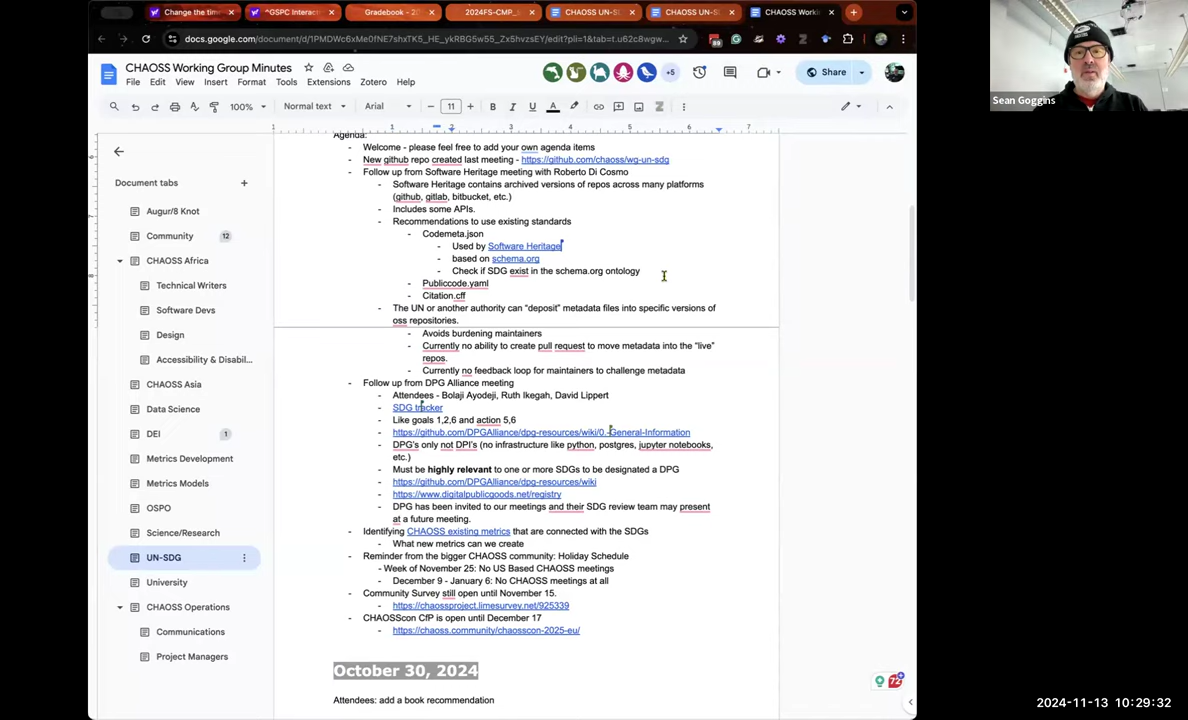 Change the time
^GSPC Interac
Gradebook - 20
2024FS-CMP_S
CHAOSS UN-S
CHAOSS UN-S
CHAOSS Worki
docs.google.com/document/d/1PMDWc6xMe0fNE7shxTK5_HE_ykRBG5w55_Zx5hvzsEY/edit?pli=1&tab=t.u62c8wgw...
CHAOSS Working Group Minutes
File Edit View Insert Format Tools Extensions Zotero Help
+5
Share
100%
Normal text
Arial
11
B I U A
1 1 2 3 4 5 6 7
Document tabs
Augur/8 Knot
Community 12
CHAOSS Africa
Technical Writers
Software Devs
Design
Accessibility & Disabil...
CHAOSS Asia
Data Science
DEI 1
Metrics Development
Metrics Models
OSPO
Science/Research
UN-SDG
University
CHAOSS Operations
Communications
Project Managers
Agenda:
- Welcome - please feel free to add your own agenda items
- New github repo created last meeting - https://github.com/chaoss/wg-un-sdg
- Follow up from Software Heritage meeting with Roberto Di Cosmo
- Software Heritage contains archived versions of repos across many platforms
(github, gitlab, bitbucket, etc.)
- Includes some APIs.
- Recommendations to use existing standards
- Codemeta.json
- Used by Software Heritage
- based on schema.org
- Check if SDG exist in the schema.org ontology
- Publiccode.yaml
- Citation.cff
- The UN or another authority can “deposit” metadata files into specific versions of
oss repositories.
- Avoids burdening maintainers
- Currently no ability to create pull request to move metadata into the “live”
repos.
- Currently no feedback loop for maintainers to challenge metadata
- Follow up from DPG Alliance meeting
- Attendees - Bolaji Ayodeji, Ruth Ikegah, David Lippert
- SDG tracker
- Like goals 1,2,6 and action 5,6
- https://github.com/DPGAlliance/dpg-resources/wiki/0.-General-Information
- DPG’s only not DPI’s (no infrastructure like python, postgres, jupyter notebooks,
etc.)
- Must be highly relevant to one or more SDGs to be designated a DPG
- https://github.com/DPGAlliance/dpg-resources/wiki
- https://www.digitalpublicgoods.net/registry
- DPG has been invited to our meetings and their SDG review team may present
at a future meeting.
- Identifying CHAOSS existing metrics that are connected with the SDGs
- What new metrics can we create
- Reminder from the bigger CHAOSS community: Holiday Schedule
- Week of November 25: No US Based CHAOSS meetings
- December 9 - January 6: No CHAOSS meetings at all
- Community Survey still open until November 15.
- https://chaossproject.limesurvey.net/925339
- CHAOSScon CfP is open until December 17
- https://chaoss.community/chaosscon-2025-eu/
October 30, 2024
Attendees: add a book recommendation
72
Sean Goggins
2024-11-13 10:29:32